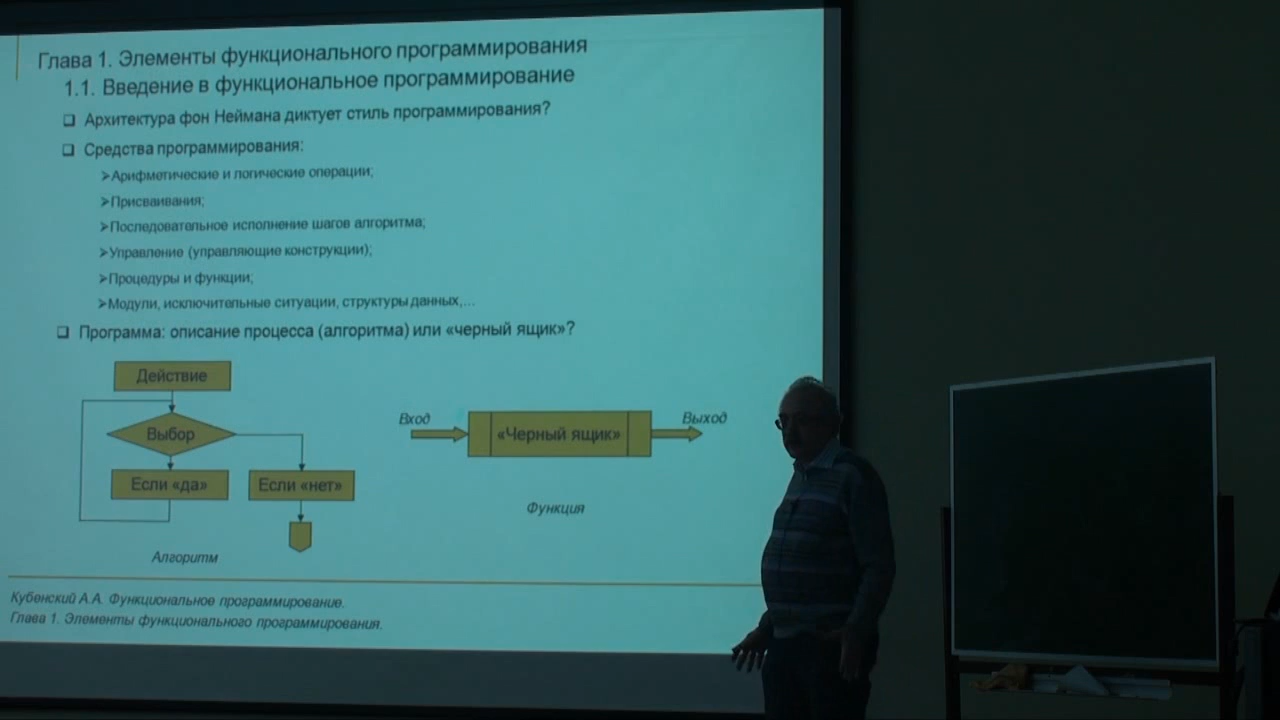 Глава 1. Элементы функционального программирования
1.1. Введение в функциональное программирование
Архитектура фон Неймана диктует стиль программирования?
Средства программирования:
Арифметические и логические операции;
Присваивания;
Последовательное исполнение шагов алгоритма;
Управление (управляющие конструкции);
Процедуры и функции;
Модули, исключительные ситуации, структуры данных,...
Программа: описание процесса (алгоритма) или «черный ящик»?
Действие
Выбор
Если «да»
Если «нет»
Алгоритм
Вход
«Черный ящик»
Выход
Функция
Кубенский А.А. Функциональное программирование.
Глава 1. Элементы функционального программирования.